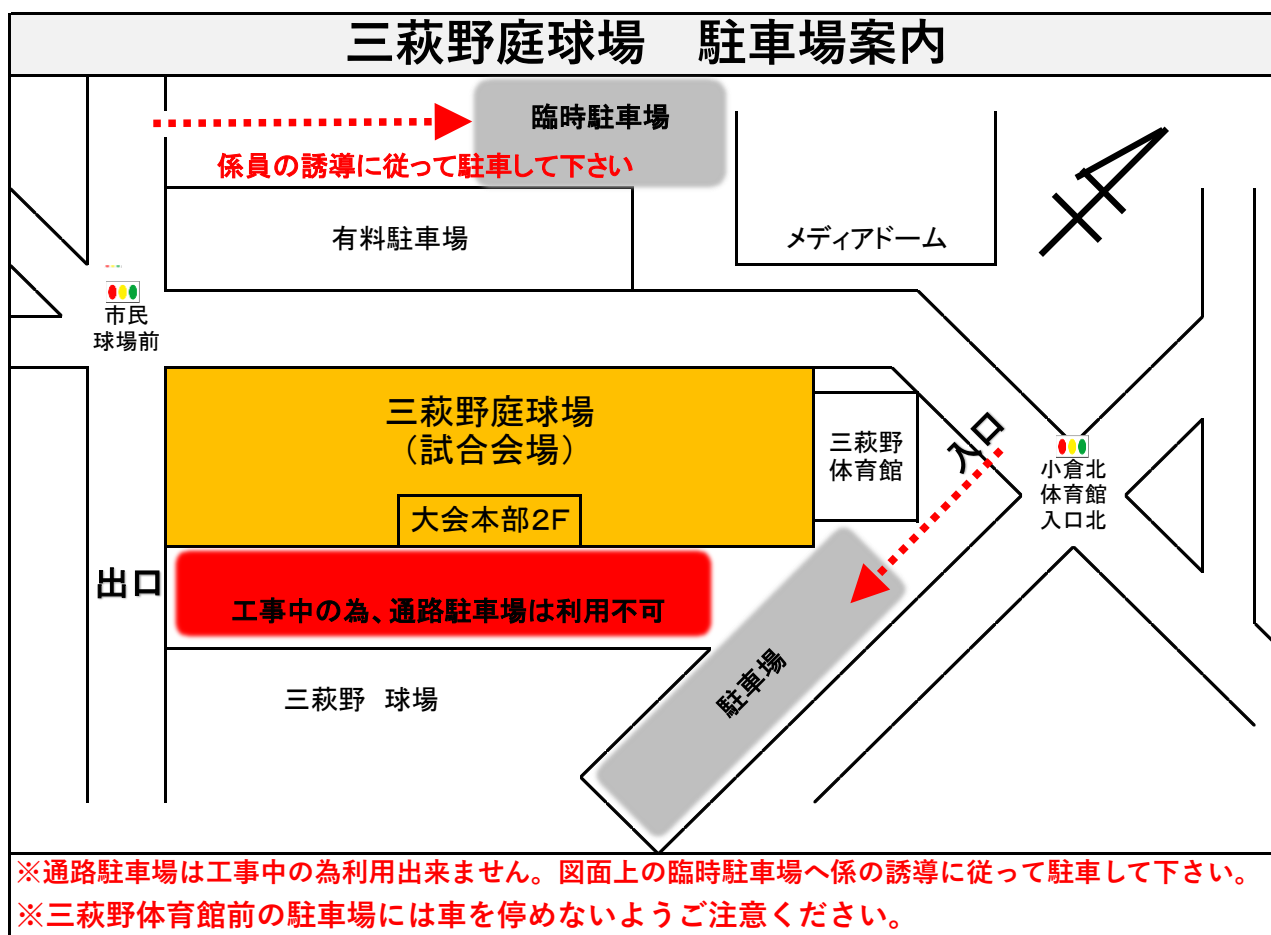 三萩野庭球場　駐車場案内
臨時駐車場
係員の誘導に従って駐車して下さい
有料駐車場
メディアドーム
市民
球場前
三萩野庭球場
（試合会場）
大会本部2F
三萩野
体育館
入口
小倉北
体育館
入口北
出口
工事中の為、通路駐車場は利用不可
駐車場
三萩野　球場
※通路駐車場は工事中の為利用出来ません。図面上の臨時駐車場へ係の誘導に従って駐車して下さい。
※三萩野体育館前の駐車場には車を停めないようご注意ください。